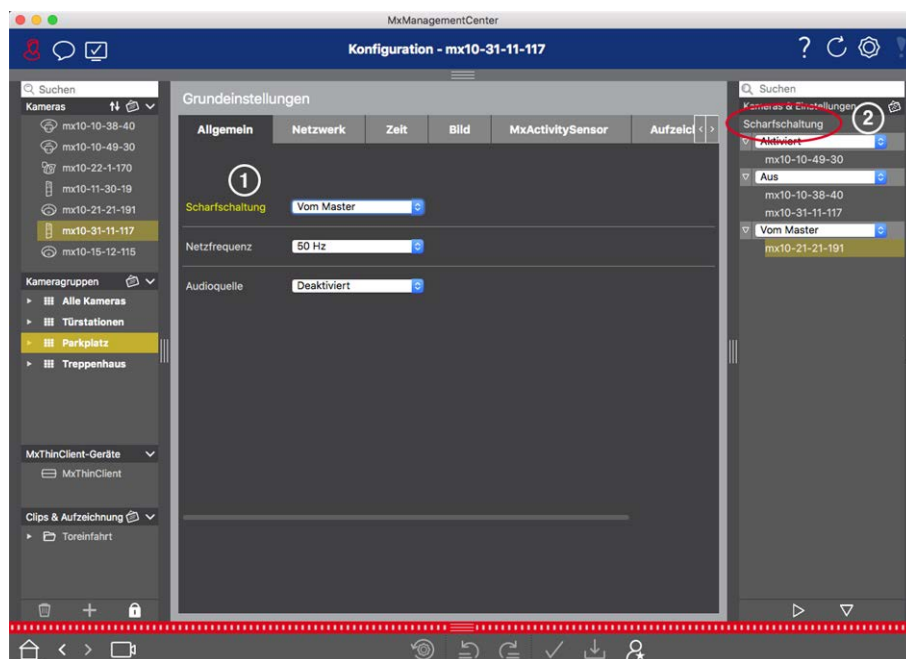 MxManagementCenter
Konfiguration - mx10-31-11-117
?
Suchen
Kameras
mx10-10-38-40
mx10-10-49-30
mx10-22-1-170
mx10-11-30-19
mx10-21-21-191
mx10-31-11-117
mx10-15-12-115
Kameragruppen
Alle Kameras
Türstationen
Parkplatz
Treppenhaus
MxThinClient-Geräte
MxThinClient
Clips & Aufzeichnung
Toreinfahrt
Grundeinstellungen
Allgemein Netzwerk Zeit Bild MxActivitySensor Aufzeicl
1
Scharfschaltung Vom Master
Netzfrequenz 50 Hz
Audioquelle Deaktiviert
Suchen
Kameras & Einstellungen
Scharfschaltung
2
Aktiviert
mx10-10-49-30
Aus
mx10-10-38-40
mx10-31-11-117
Vom Master
mx10-21-21-191